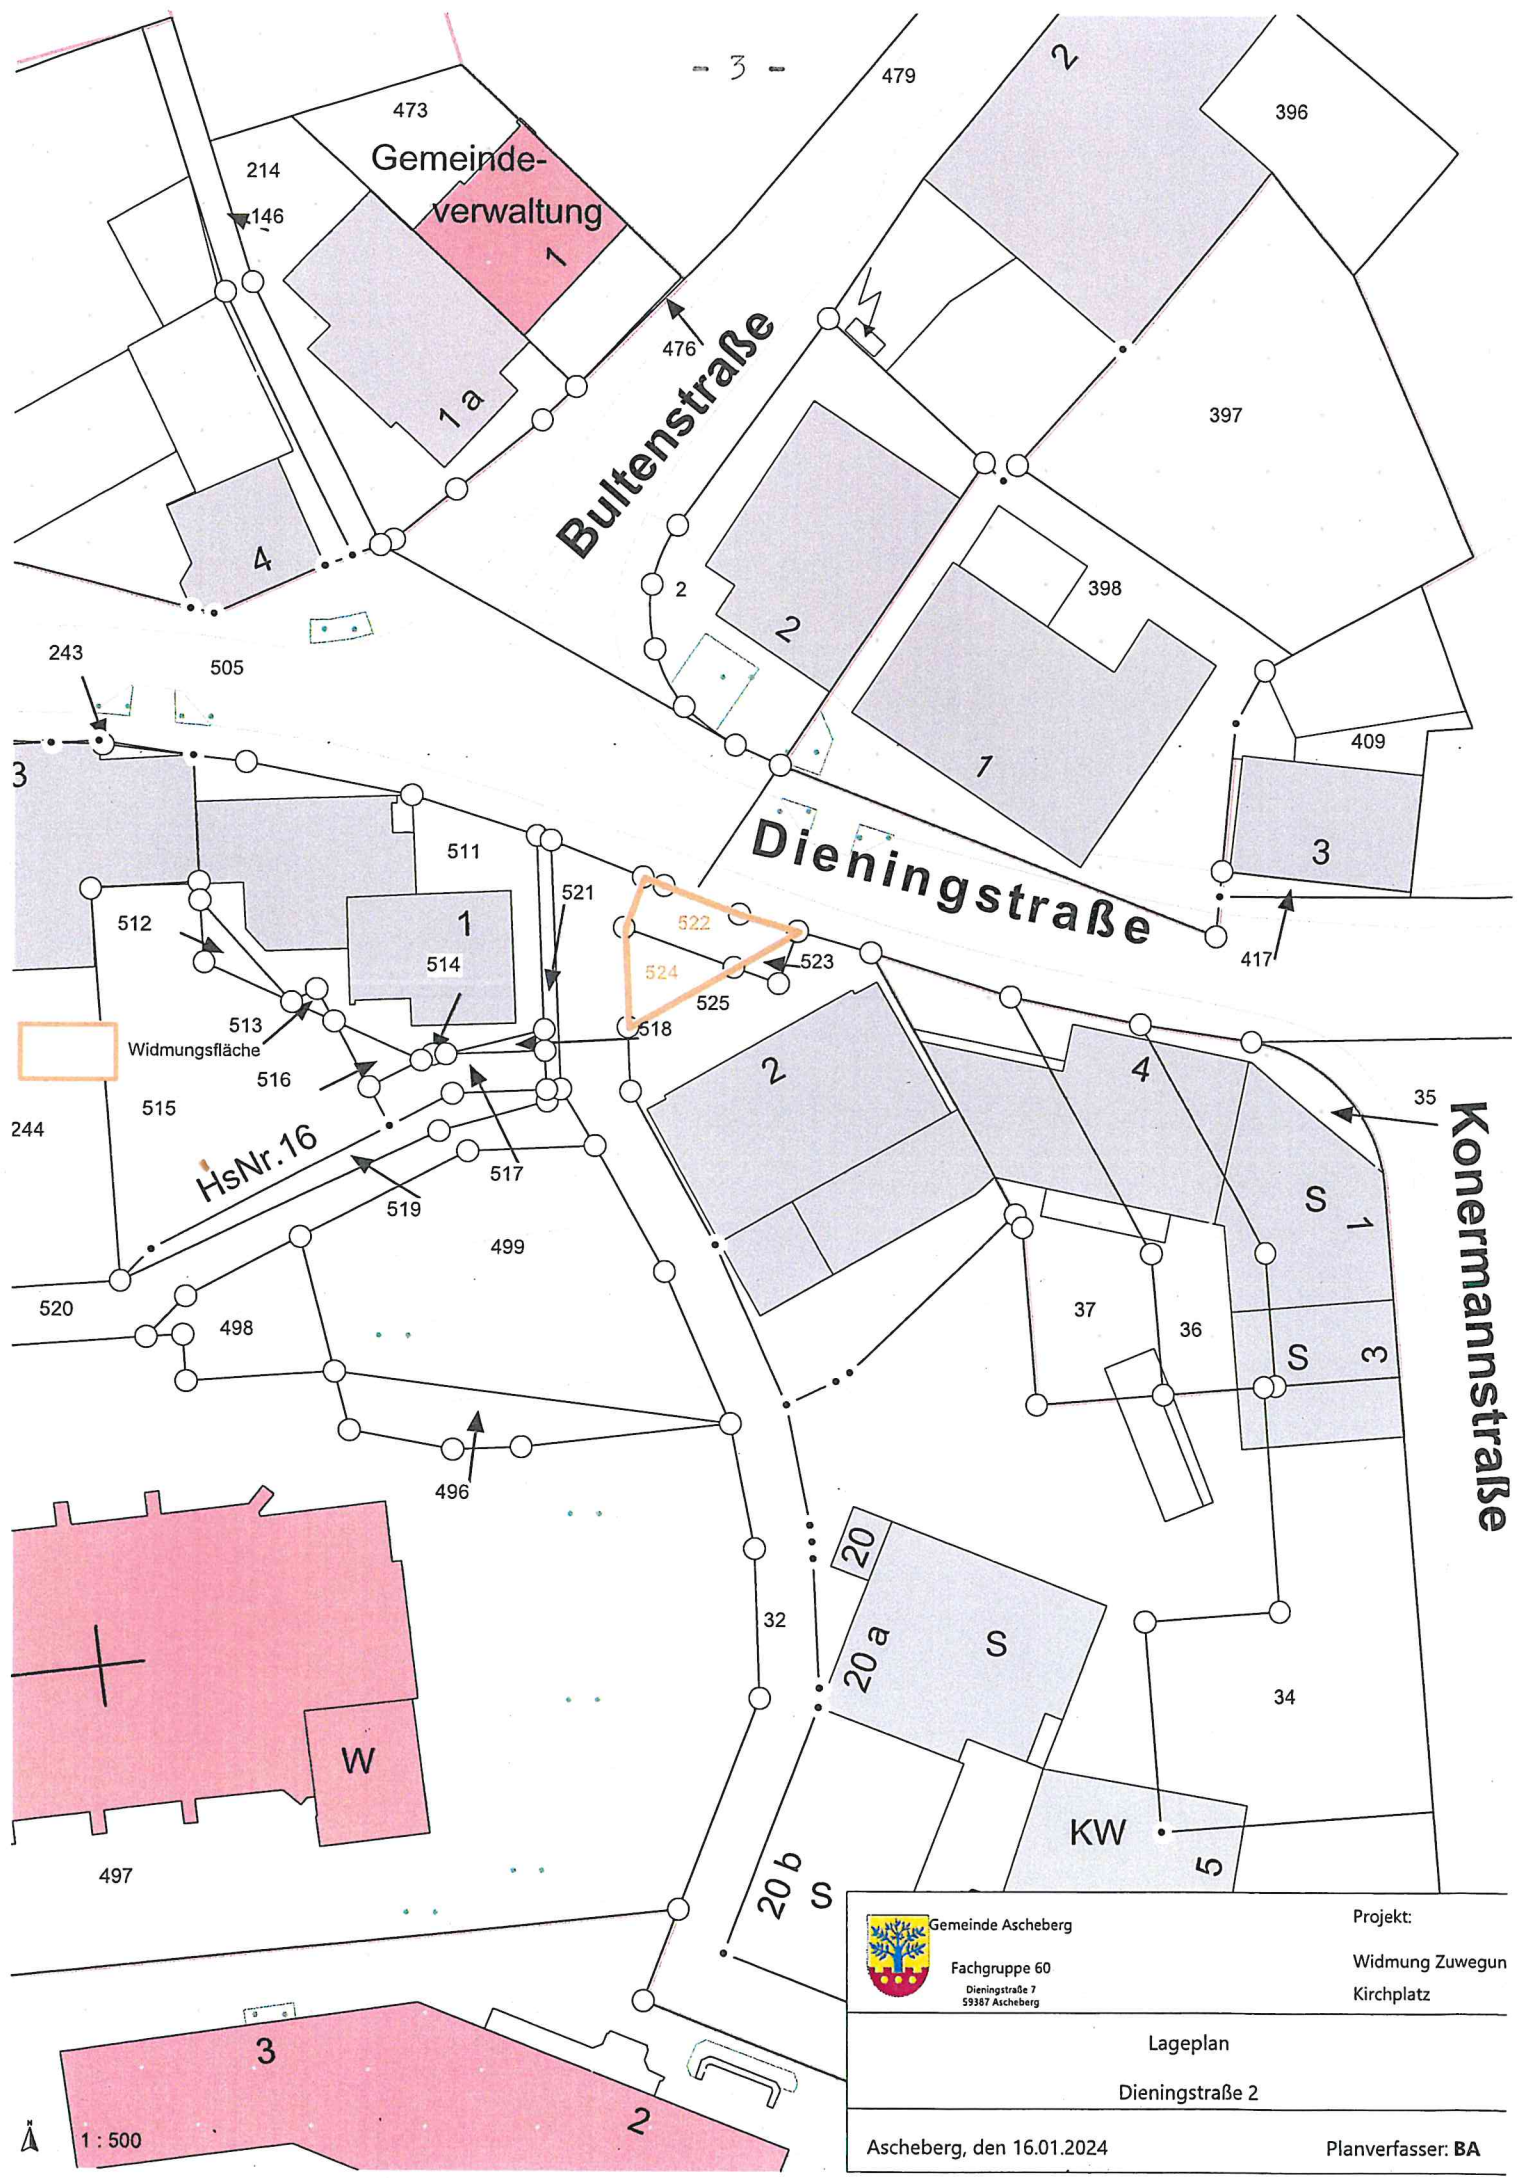 - 3 -
479
2
396
473
Gemeinde-
verwaltung
1
214
146
476
1 a
Bultenstraße
397
4
2
2
398
1
243
505
409
3
3
417
511
521
512
1
514
522
524
523
525
Dieningstraße
513
Widmungsfläche
516
518
515
244
2
4
35
Konermannstraße
HsNr.16
517
519
499
S
1
520
498
37
36
S
3
496
20
20 a
S
32
34
W
KW
5
497
20 b
S
3
2
N
1 : 500
Gemeinde Ascheberg
Fachgruppe 60
Dieningstraße 7
59387 Ascheberg
Projekt:
Widmung Zuwegun
Kirchplatz
Lageplan
Dieningstraße 2
Ascheberg, den 16.01.2024
Planverfasser: BA